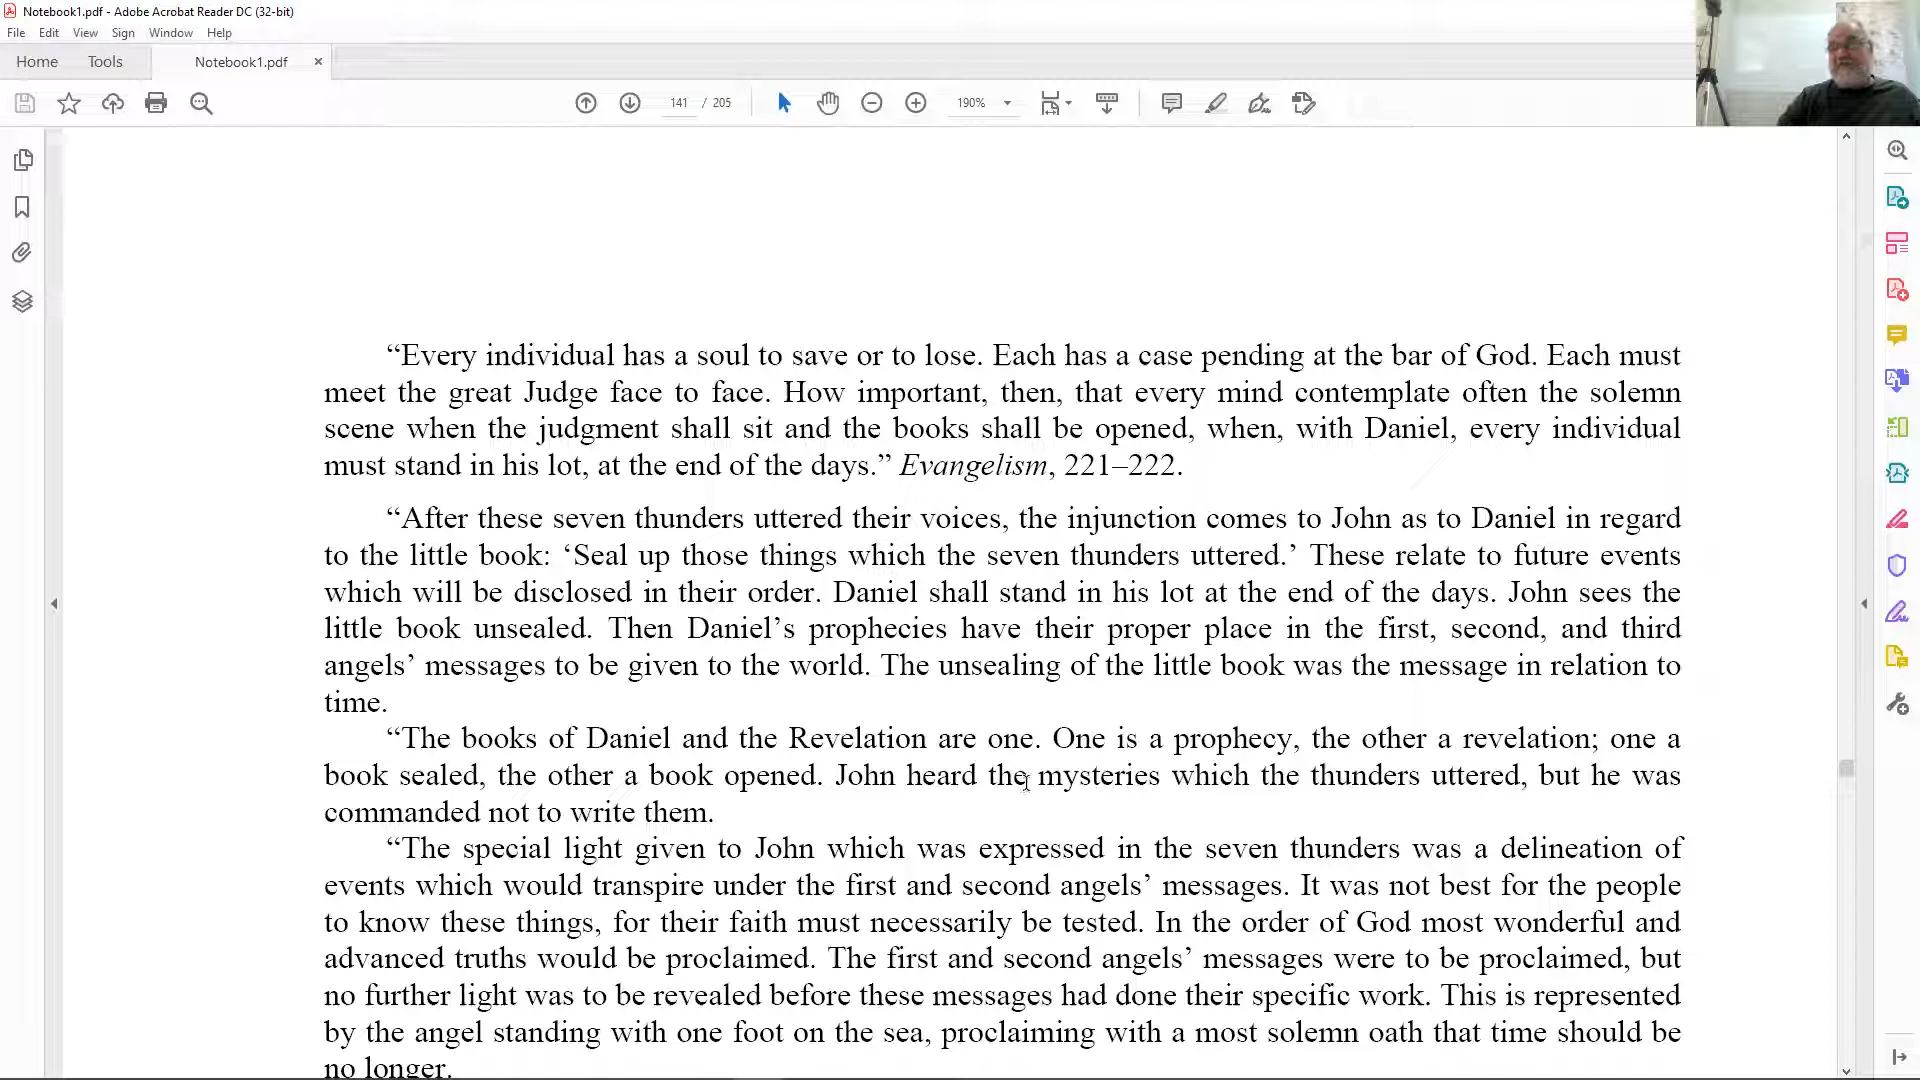 Notebook1.pdf - Adobe Acrobat Reader DC (32-bit)
File Edit View Sign Window Help
Home Tools Notebook1.pdf ×
141 / 205 190%
“Every individual has a soul to save or to lose. Each has a case pending at the bar of God. Each must
meet the great Judge face to face. How important, then, that every mind contemplate often the solemn
scene when the judgment shall sit and the books shall be opened, when, with Daniel, every individual
must stand in his lot, at the end of the days.” Evangelism, 221–222.
“After these seven thunders uttered their voices, the injunction comes to John as to Daniel in regard
to the little book: ‘Seal up those things which the seven thunders uttered.’ These relate to future events
which will be disclosed in their order. Daniel shall stand in his lot at the end of the days. John sees the
little book unsealed. Then Daniel’s prophecies have their proper place in the first, second, and third
angels’ messages to be given to the world. The unsealing of the little book was the message in relation to
time.
“The books of Daniel and the Revelation are one. One is a prophecy, the other a revelation; one a
book sealed, the other a book opened. John heard the mysteries which the thunders uttered, but he was
commanded not to write them.
“The special light given to John which was expressed in the seven thunders was a delineation of
events which would transpire under the first and second angels’ messages. It was not best for the people
to know these things, for their faith must necessarily be tested. In the order of God most wonderful and
advanced truths would be proclaimed. The first and second angels’ messages were to be proclaimed, but
no further light was to be revealed before these messages had done their specific work. This is represented
by the angel standing with one foot on the sea, proclaiming with a most solemn oath that time should be
no longer.